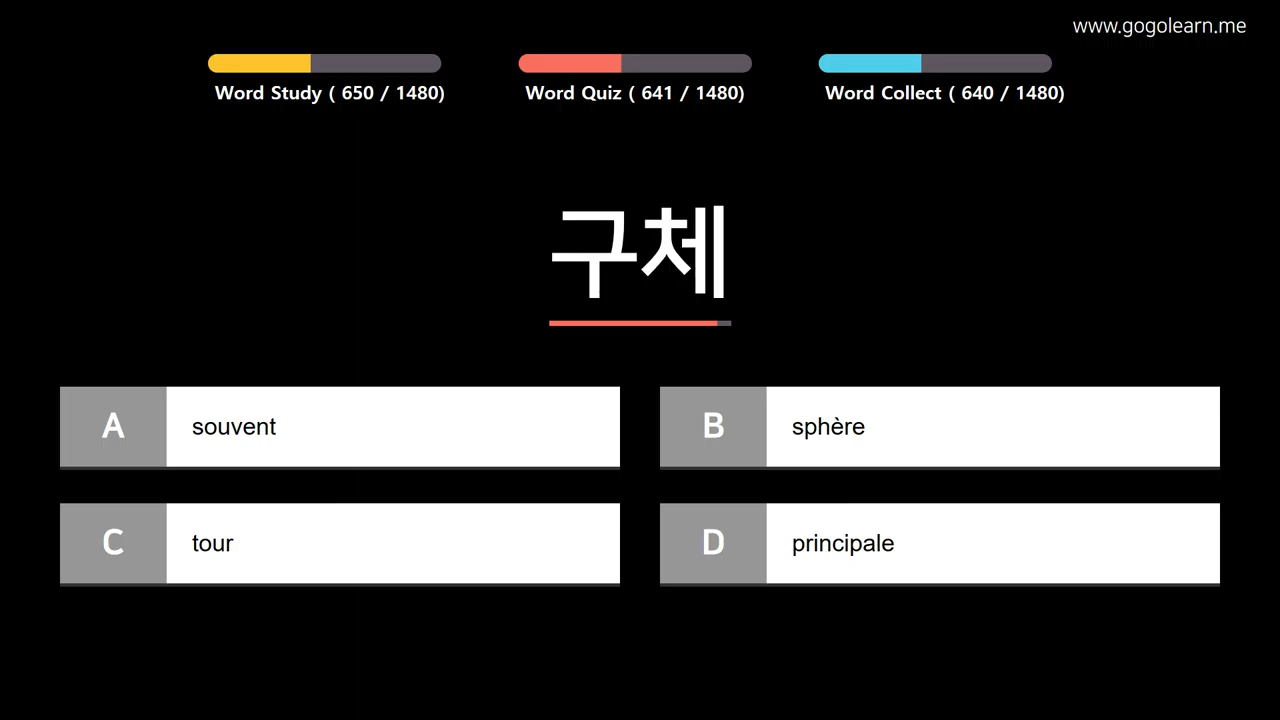 www.gogolearn.me
Word Study ( 650 / 1480)
Word Quiz ( 641 / 1480)
Word Collect ( 640 / 1480)
구체
A souvent
B sphère
C tour
D principale